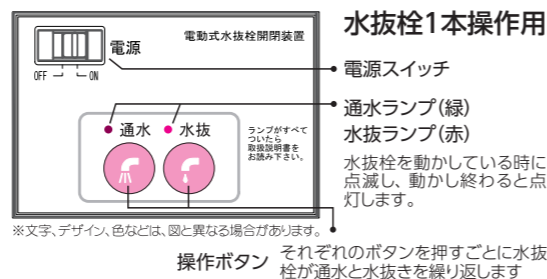 水抜栓1本操作用
電源
電動式水抜栓開閉装置
OFF ON
電源スイッチ
通水 水抜
ランプがすべて
ついたら
取扱説明書を
お読み下さい。
通水ランプ(緑)
水抜ランプ(赤)
水抜栓を動かしている時に
点滅し、動かし終わると点
灯します。
※文字、デザイン、色などは、図と異なる場合があります。
操作ボタン
それぞれのボタンを押すごとに水抜
栓が通水と水抜きを繰り返します